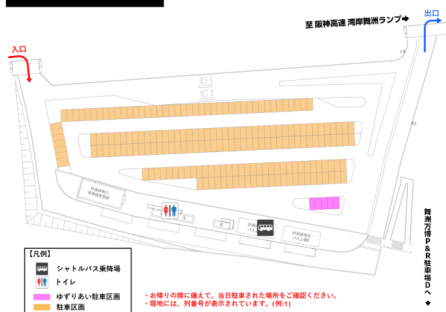 出口
至 阪神高速 湾岸舞洲ランプ➡
入口
舞洲万博P&R駐車場Dへ
【凡例】
シャトルバス乗降場
トイレ
ゆずりあい駐車区画
駐車区画
・お帰りの際に備えて、当日駐車された場所をご確認ください。
・現地には、列番号が表示されています。(例:1)